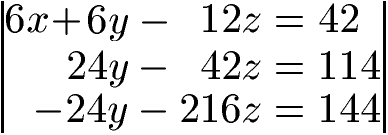 6x+6y − 12z = 42
24y − 42z = 114
−24y − 216z = 144